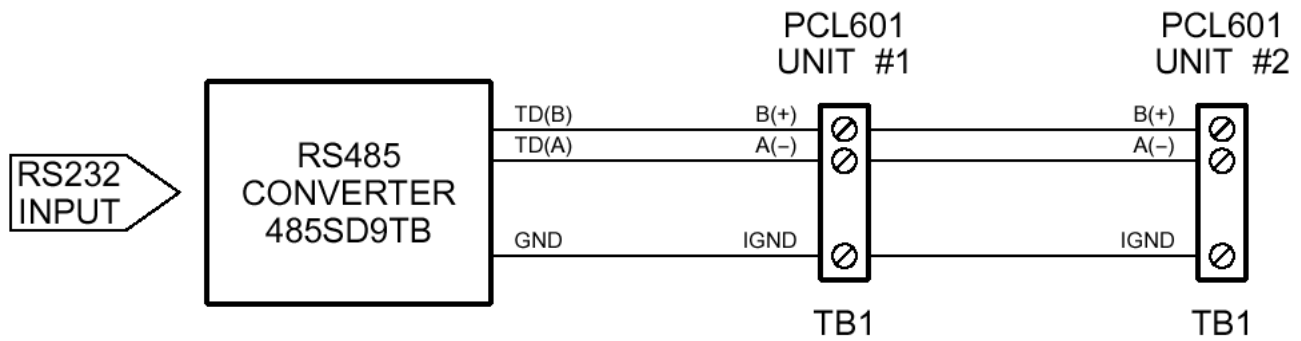 PCL601
UNIT #1
PCL601
UNIT #2
TD(B)
B(+)
B(+)
TD(A)
A(−)
A(−)
RS232
INPUT
RS485
CONVERTER
485SD9TB
GND
IGND
IGND
TB1
TB1